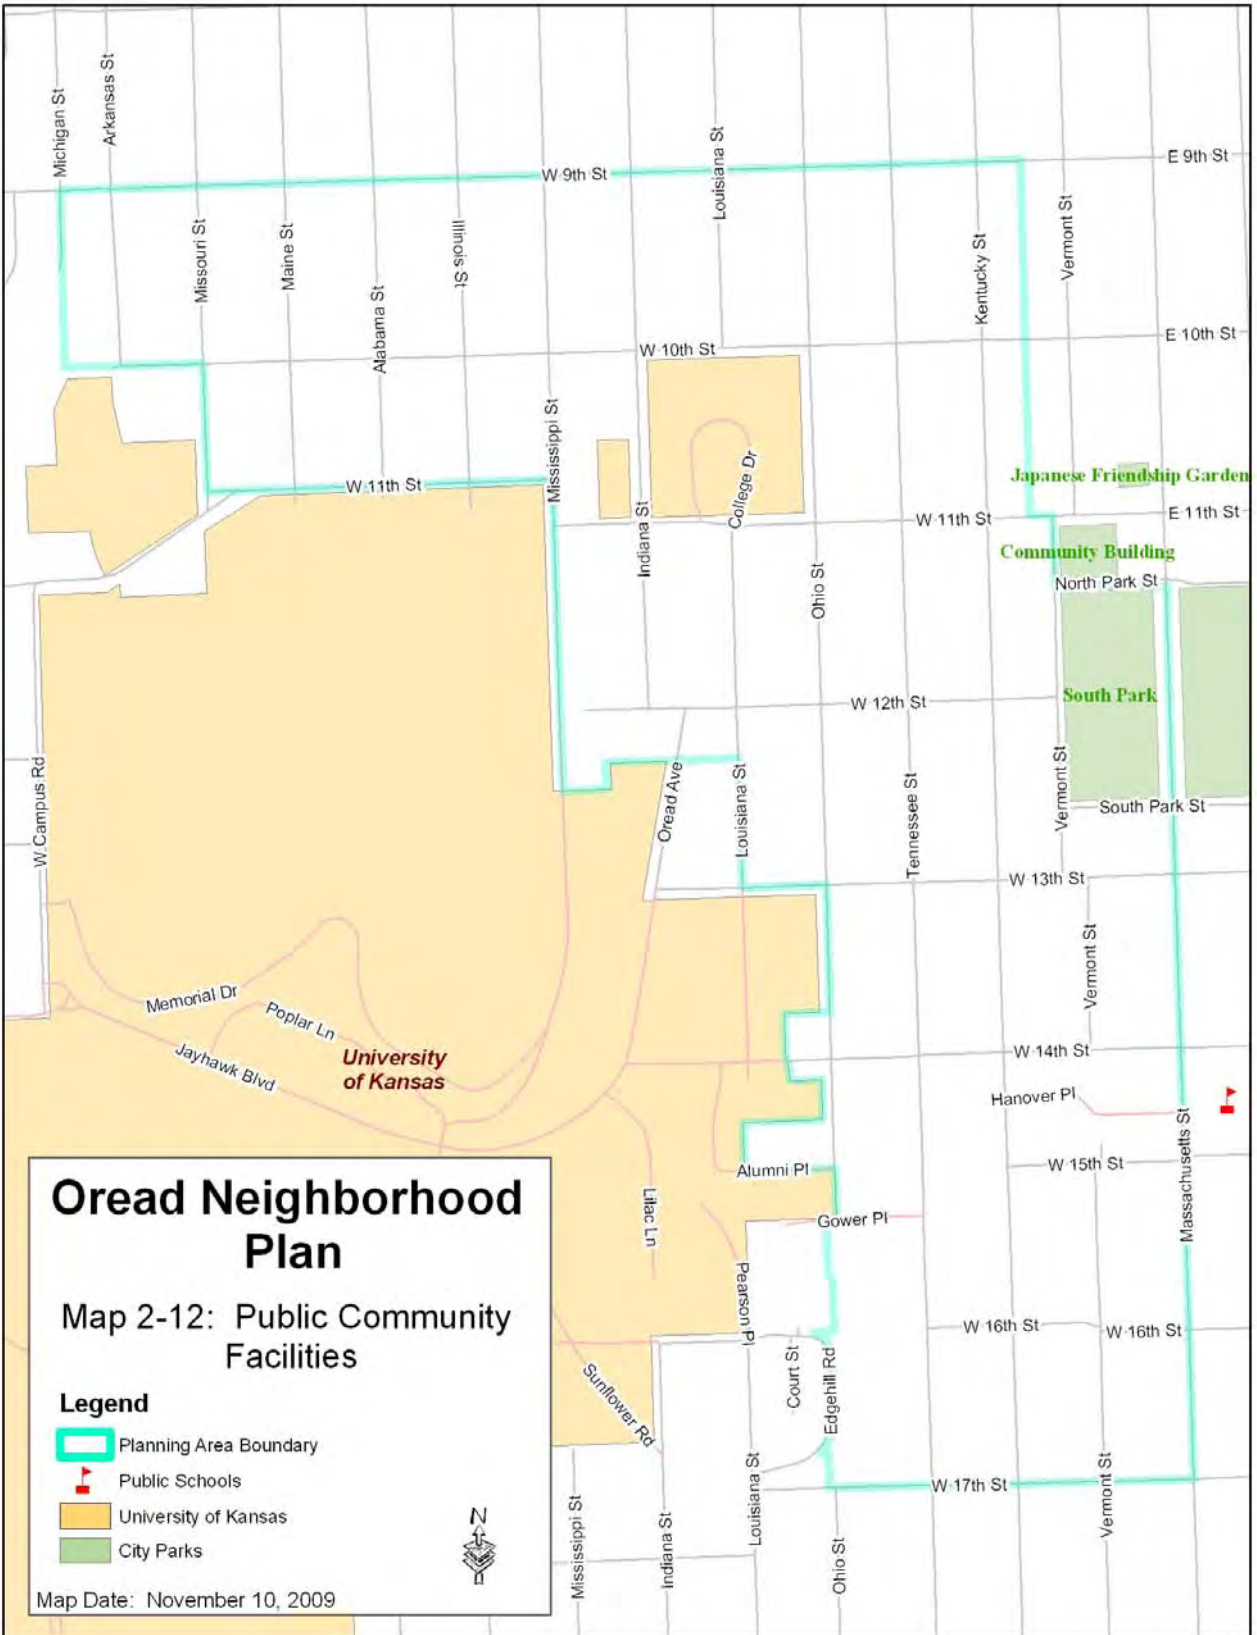 Michigan St
Arkansas St
Louisiana St
W 9th St
E 9th St
Missouri St
Maine St
Illinois St
Alabama St
Kentucky St
Vermont St
W 10th St
E 10th St
Mississippi St
College Dr
Japanese Friendship Garden
W 11th St
Indiana St
W 11th St
E 11th St
Community Building
North Park St
Ohio St
W 12th St
South Park
W Campus Rd
Oread Ave
Louisiana St
Tennessee St
Vermont St
South Park St
W 13th St
Vermont St
Memorial Dr
Poplar Ln
Jayhawk Blvd
University
of Kansas
W 14th St
Hanover Pl
Massachusetts St
W 15th St
Alumni Pl
Lilac Ln
Gower Pl
Pearson Pl
W 16th St
W 16th St
Court St
Edgehill Rd
Sunflower Rd
Louisiana St
W 17th St
Vermont St
Mississippi St
Indiana St
Ohio St
Oread Neighborhood
Plan
Map 2-12: Public Community
Facilities
Legend
Planning Area Boundary
Public Schools
University of Kansas
City Parks
N
Map Date: November 10, 2009